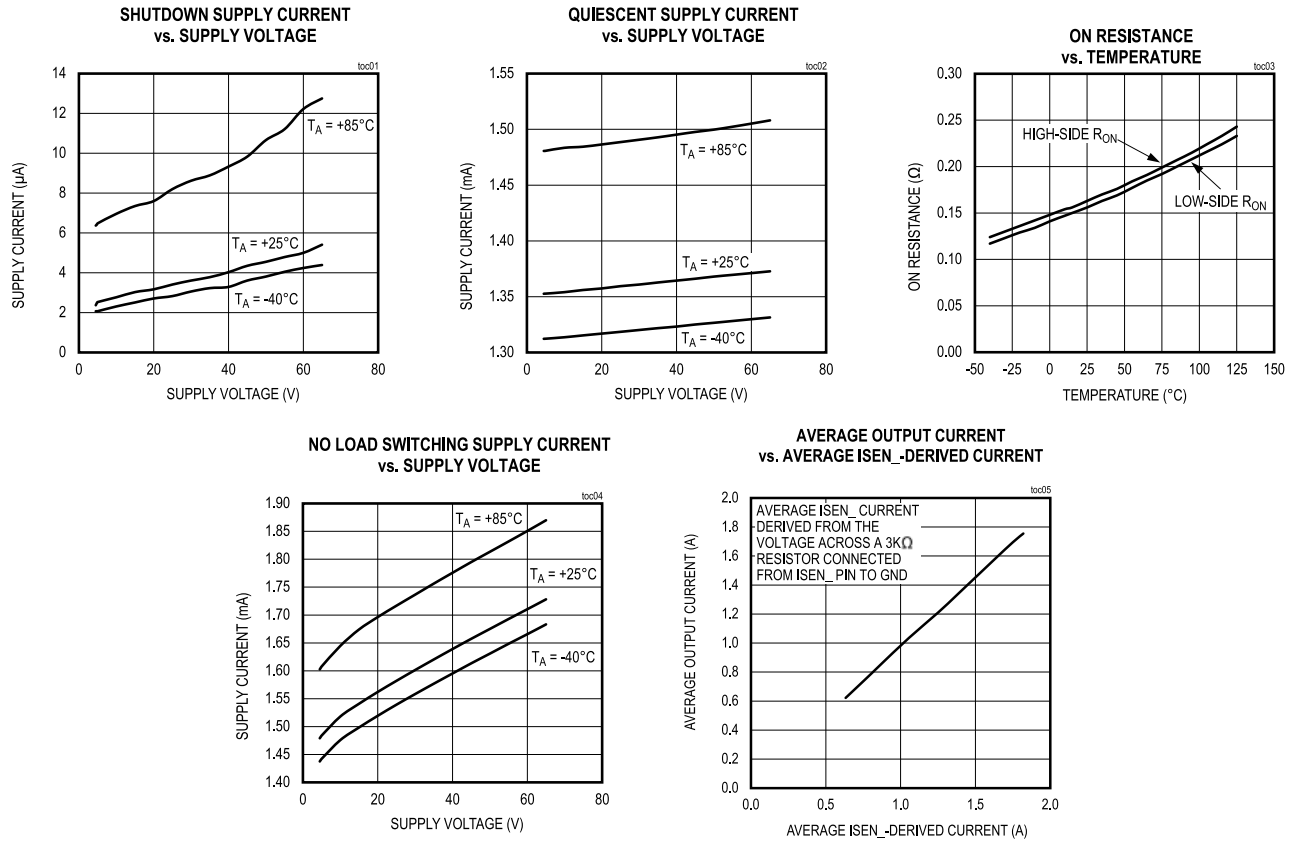 SHUTDOWN SUPPLY CURRENT
vs. SUPPLY VOLTAGE
toc01
14
12
10
8
6
4
2
0
SUPPLY CURRENT (µA)
T_A = +85°C
T_A = +25°C
T_A = -40°C
0 20 40 60 80
SUPPLY VOLTAGE (V)
QUIESCENT SUPPLY CURRENT
vs. SUPPLY VOLTAGE
toc02
1.55
1.50
1.45
1.40
1.35
1.30
SUPPLY CURRENT (mA)
T_A = +85°C
T_A = +25°C
T_A = -40°C
0 20 40 60 80
SUPPLY VOLTAGE (V)
ON RESISTANCE
vs. TEMPERATURE
toc03
0.30
0.25
0.20
0.15
0.10
0.05
0.00
ON RESISTANCE (Ω)
HIGH-SIDE R_ON
LOW-SIDE R_ON
-50 -25 0 25 50 75 100 125 150
TEMPERATURE (°C)
NO LOAD SWITCHING SUPPLY CURRENT
vs. SUPPLY VOLTAGE
toc04
1.90
1.85
1.80
1.75
1.70
1.65
1.60
1.55
1.50
1.45
1.40
SUPPLY CURRENT (mA)
T_A = +85°C
T_A = +25°C
T_A = -40°C
0 20 40 60 80
SUPPLY VOLTAGE (V)
AVERAGE OUTPUT CURRENT
vs. AVERAGE ISEN_-DERIVED CURRENT
toc05
2.0
1.8
1.6
1.4
1.2
1.0
0.8
0.6
0.4
0.2
0.0
AVERAGE OUTPUT CURRENT (A)
AVERAGE ISEN_ CURRENT
DERIVED FROM THE
VOLTAGE ACROSS A 3KΩ
RESISTOR CONNECTED
FROM ISEN_ PIN TO GND
0.0 0.5 1.0 1.5 2.0
AVERAGE ISEN_-DERIVED CURRENT (A)